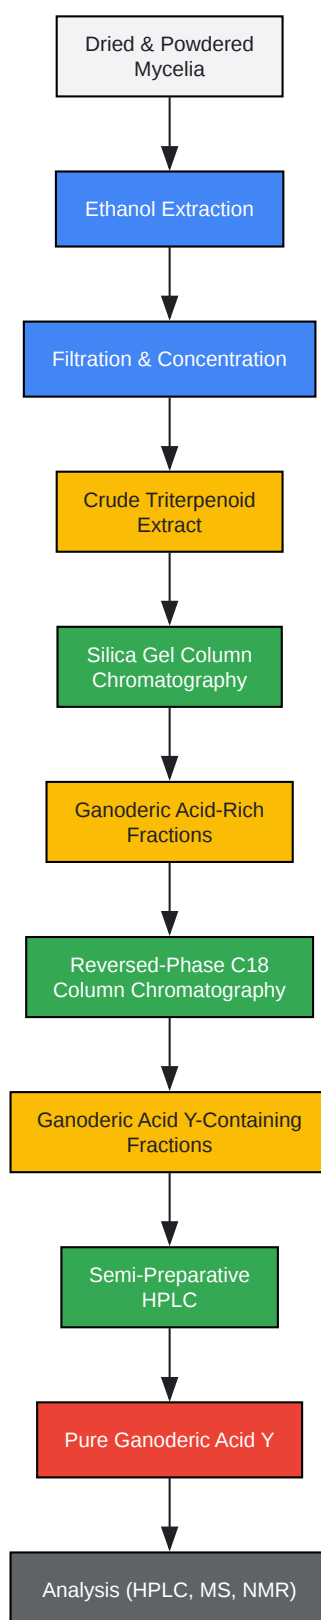 Dried & Powdered
Mycelia
Ethanol Extraction
Filtration & Concentration
Crude Triterpenoid
Extract
Silica Gel Column
Chromatography
Ganoderic Acid-Rich
Fractions
Reversed-Phase C18
Column Chromatography
Ganoderic Acid Y-Containing
Fractions
Semi-Preparative
HPLC
Pure Ganoderic Acid Y
Analysis (HPLC, MS, NMR)